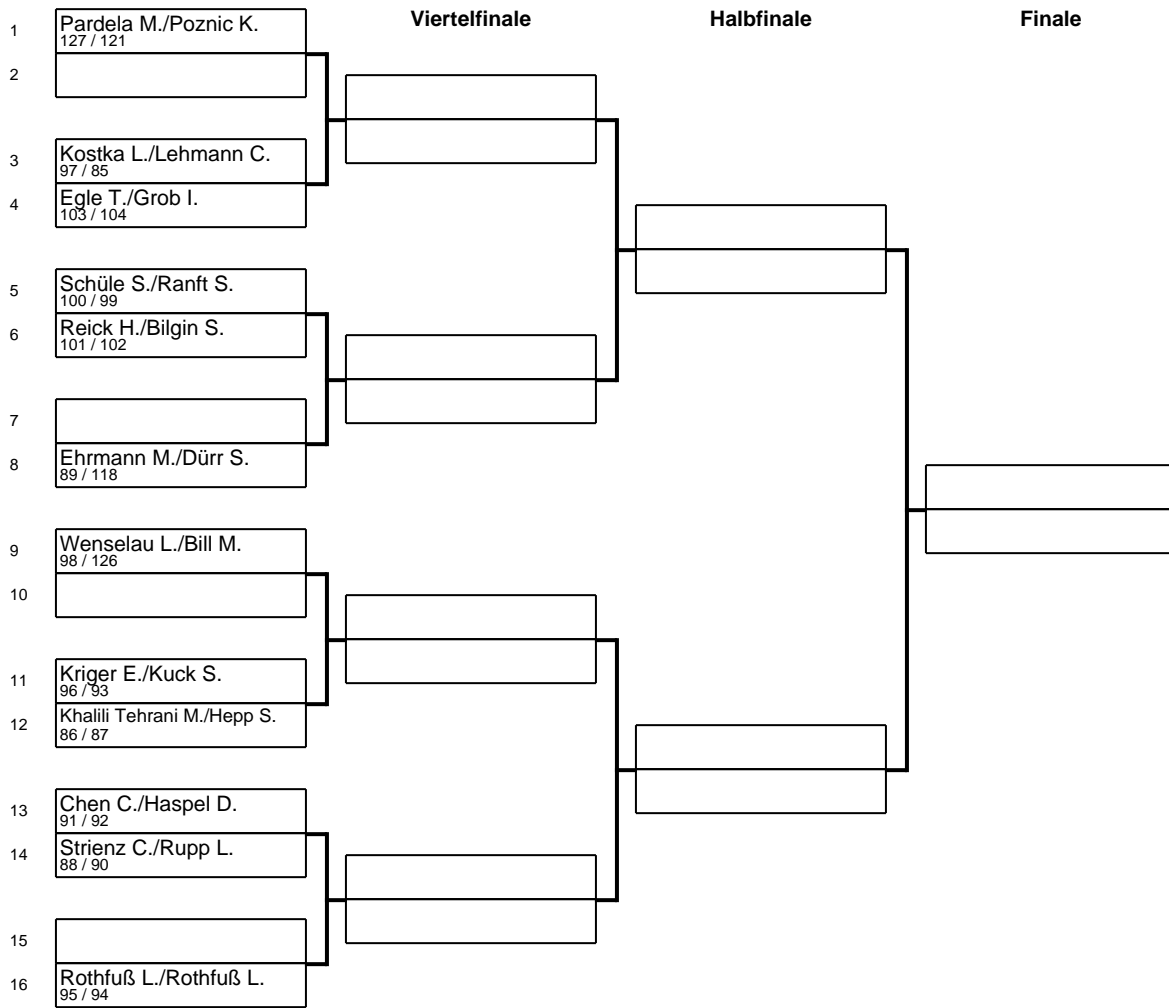 Viertelfinale
Halbfinale
Finale
1
Pardela M./Poznic K.
127 / 121
2
3
Kostka L./Lehmann C.
97 / 85
4
Egle T./Grob I.
103 / 104
5
Schüle S./Ranft S.
100 / 99
6
Reick H./Bilgin S.
101 / 102
7
8
Ehrmann M./Dürr S.
89 / 118
9
Wenselau L./Bill M.
98 / 126
10
11
Kriger E./Kuck S.
96 / 93
12
Khalili Tehrani M./Hepp S.
86 / 87
13
Chen C./Haspel D.
91 / 92
14
Strienz C./Rupp L.
88 / 90
15
16
Rothfuß L./Rothfuß L.
95 / 94